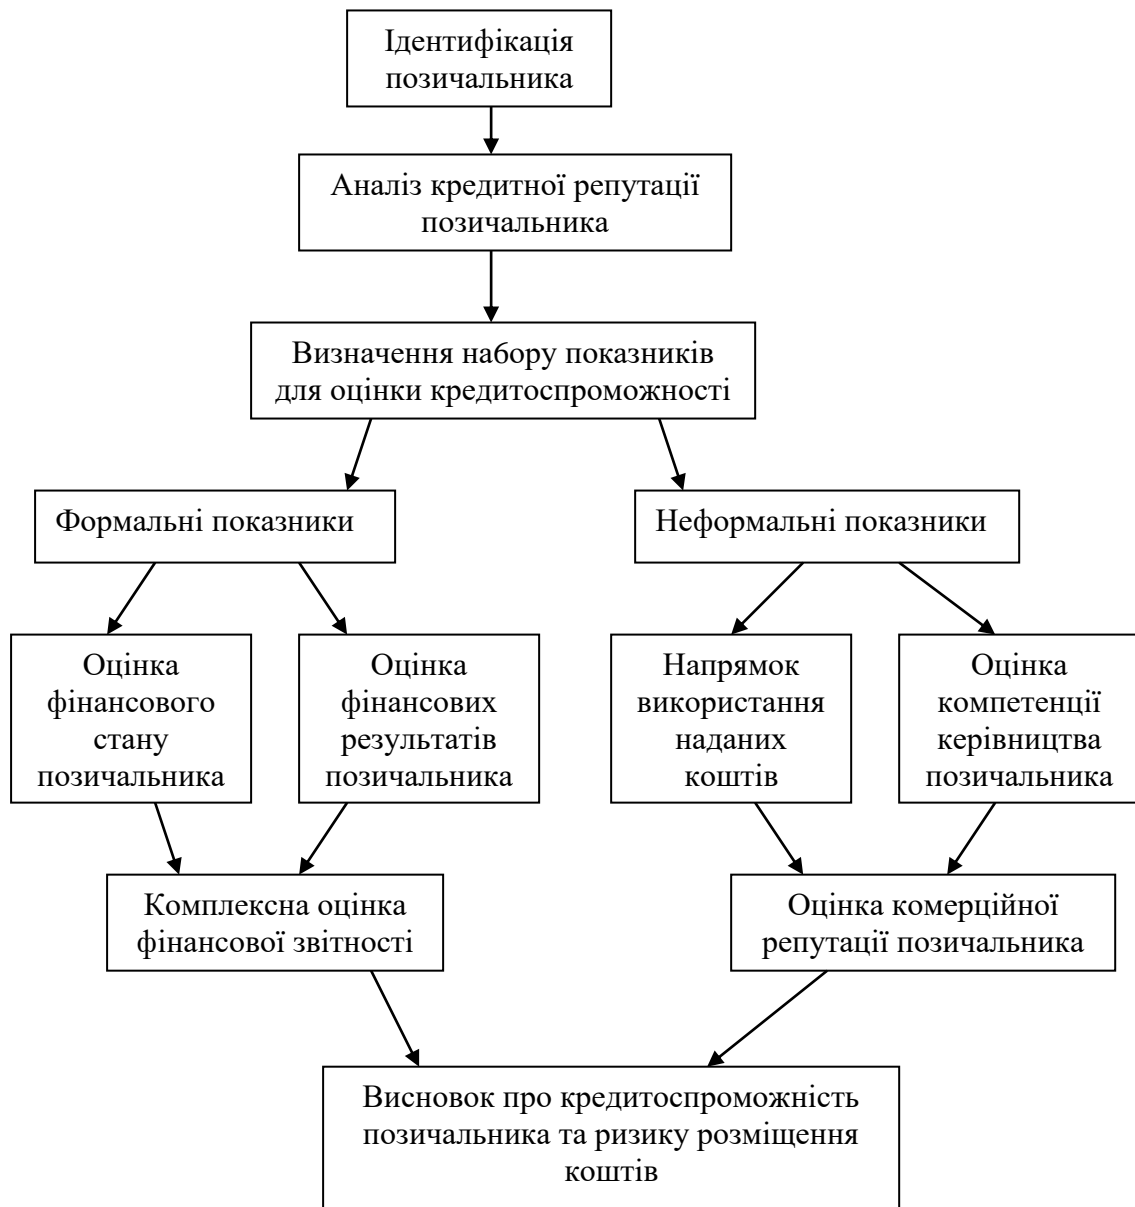 Ідентифікація
позичальника
Аналіз кредитної репутації
позичальника
Визначення набору показників
для оцінки кредитоспроможності
Формальні показники
Неформальні показники
Оцінка
фінансового
стану
позичальника
Оцінка
фінансових
результатів
позичальника
Напрямок
використання
наданих
коштів
Оцінка
компетенції
керівництва
позичальника
Комплексна оцінка
фінансової звітності
Оцінка комерційної
репутації позичальника
Висновок про кредитоспроможність
позичальника та ризику розміщення
коштів